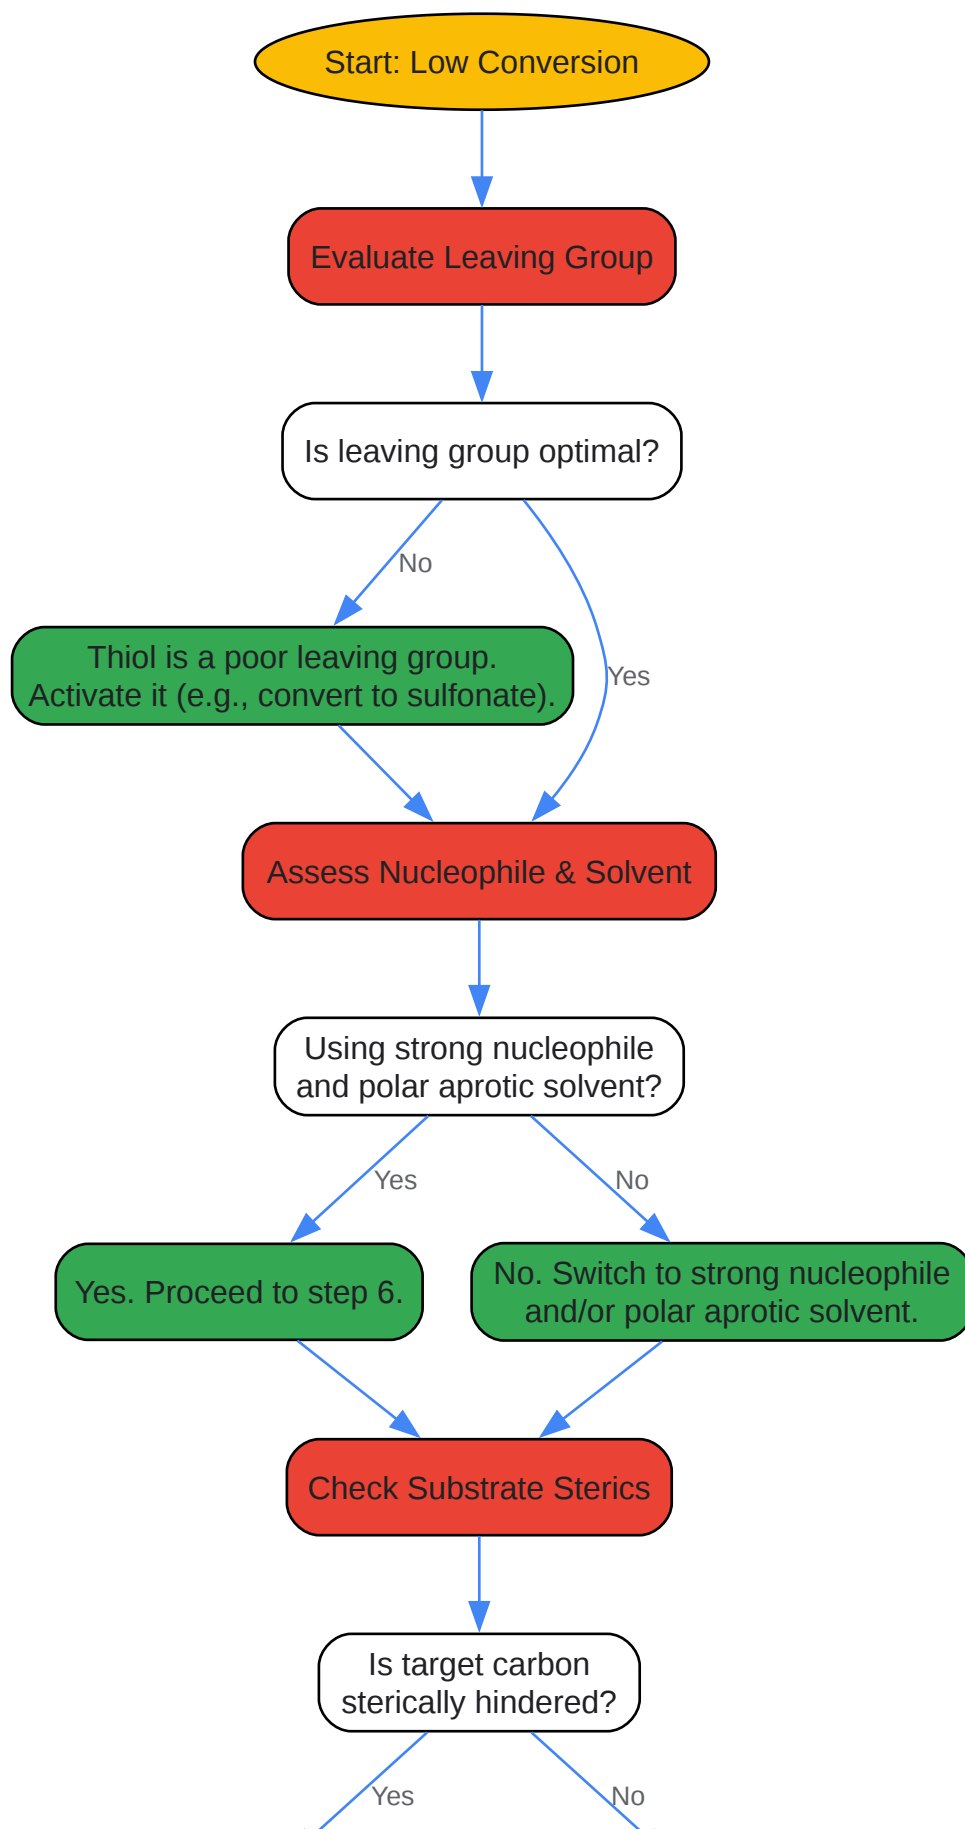 Start: Low Conversion
Evaluate Leaving Group
Is leaving group optimal?
No
Thiol is a poor leaving group.
Activate it (e.g., convert to sulfonate).
Yes
Assess Nucleophile & Solvent
Using strong nucleophile
and polar aprotic solvent?
Yes
No
Yes. Proceed to step 6.
No. Switch to strong nucleophile
and/or polar aprotic solvent.
Check Substrate Sterics
Is target carbon
sterically hindered?
Yes
No